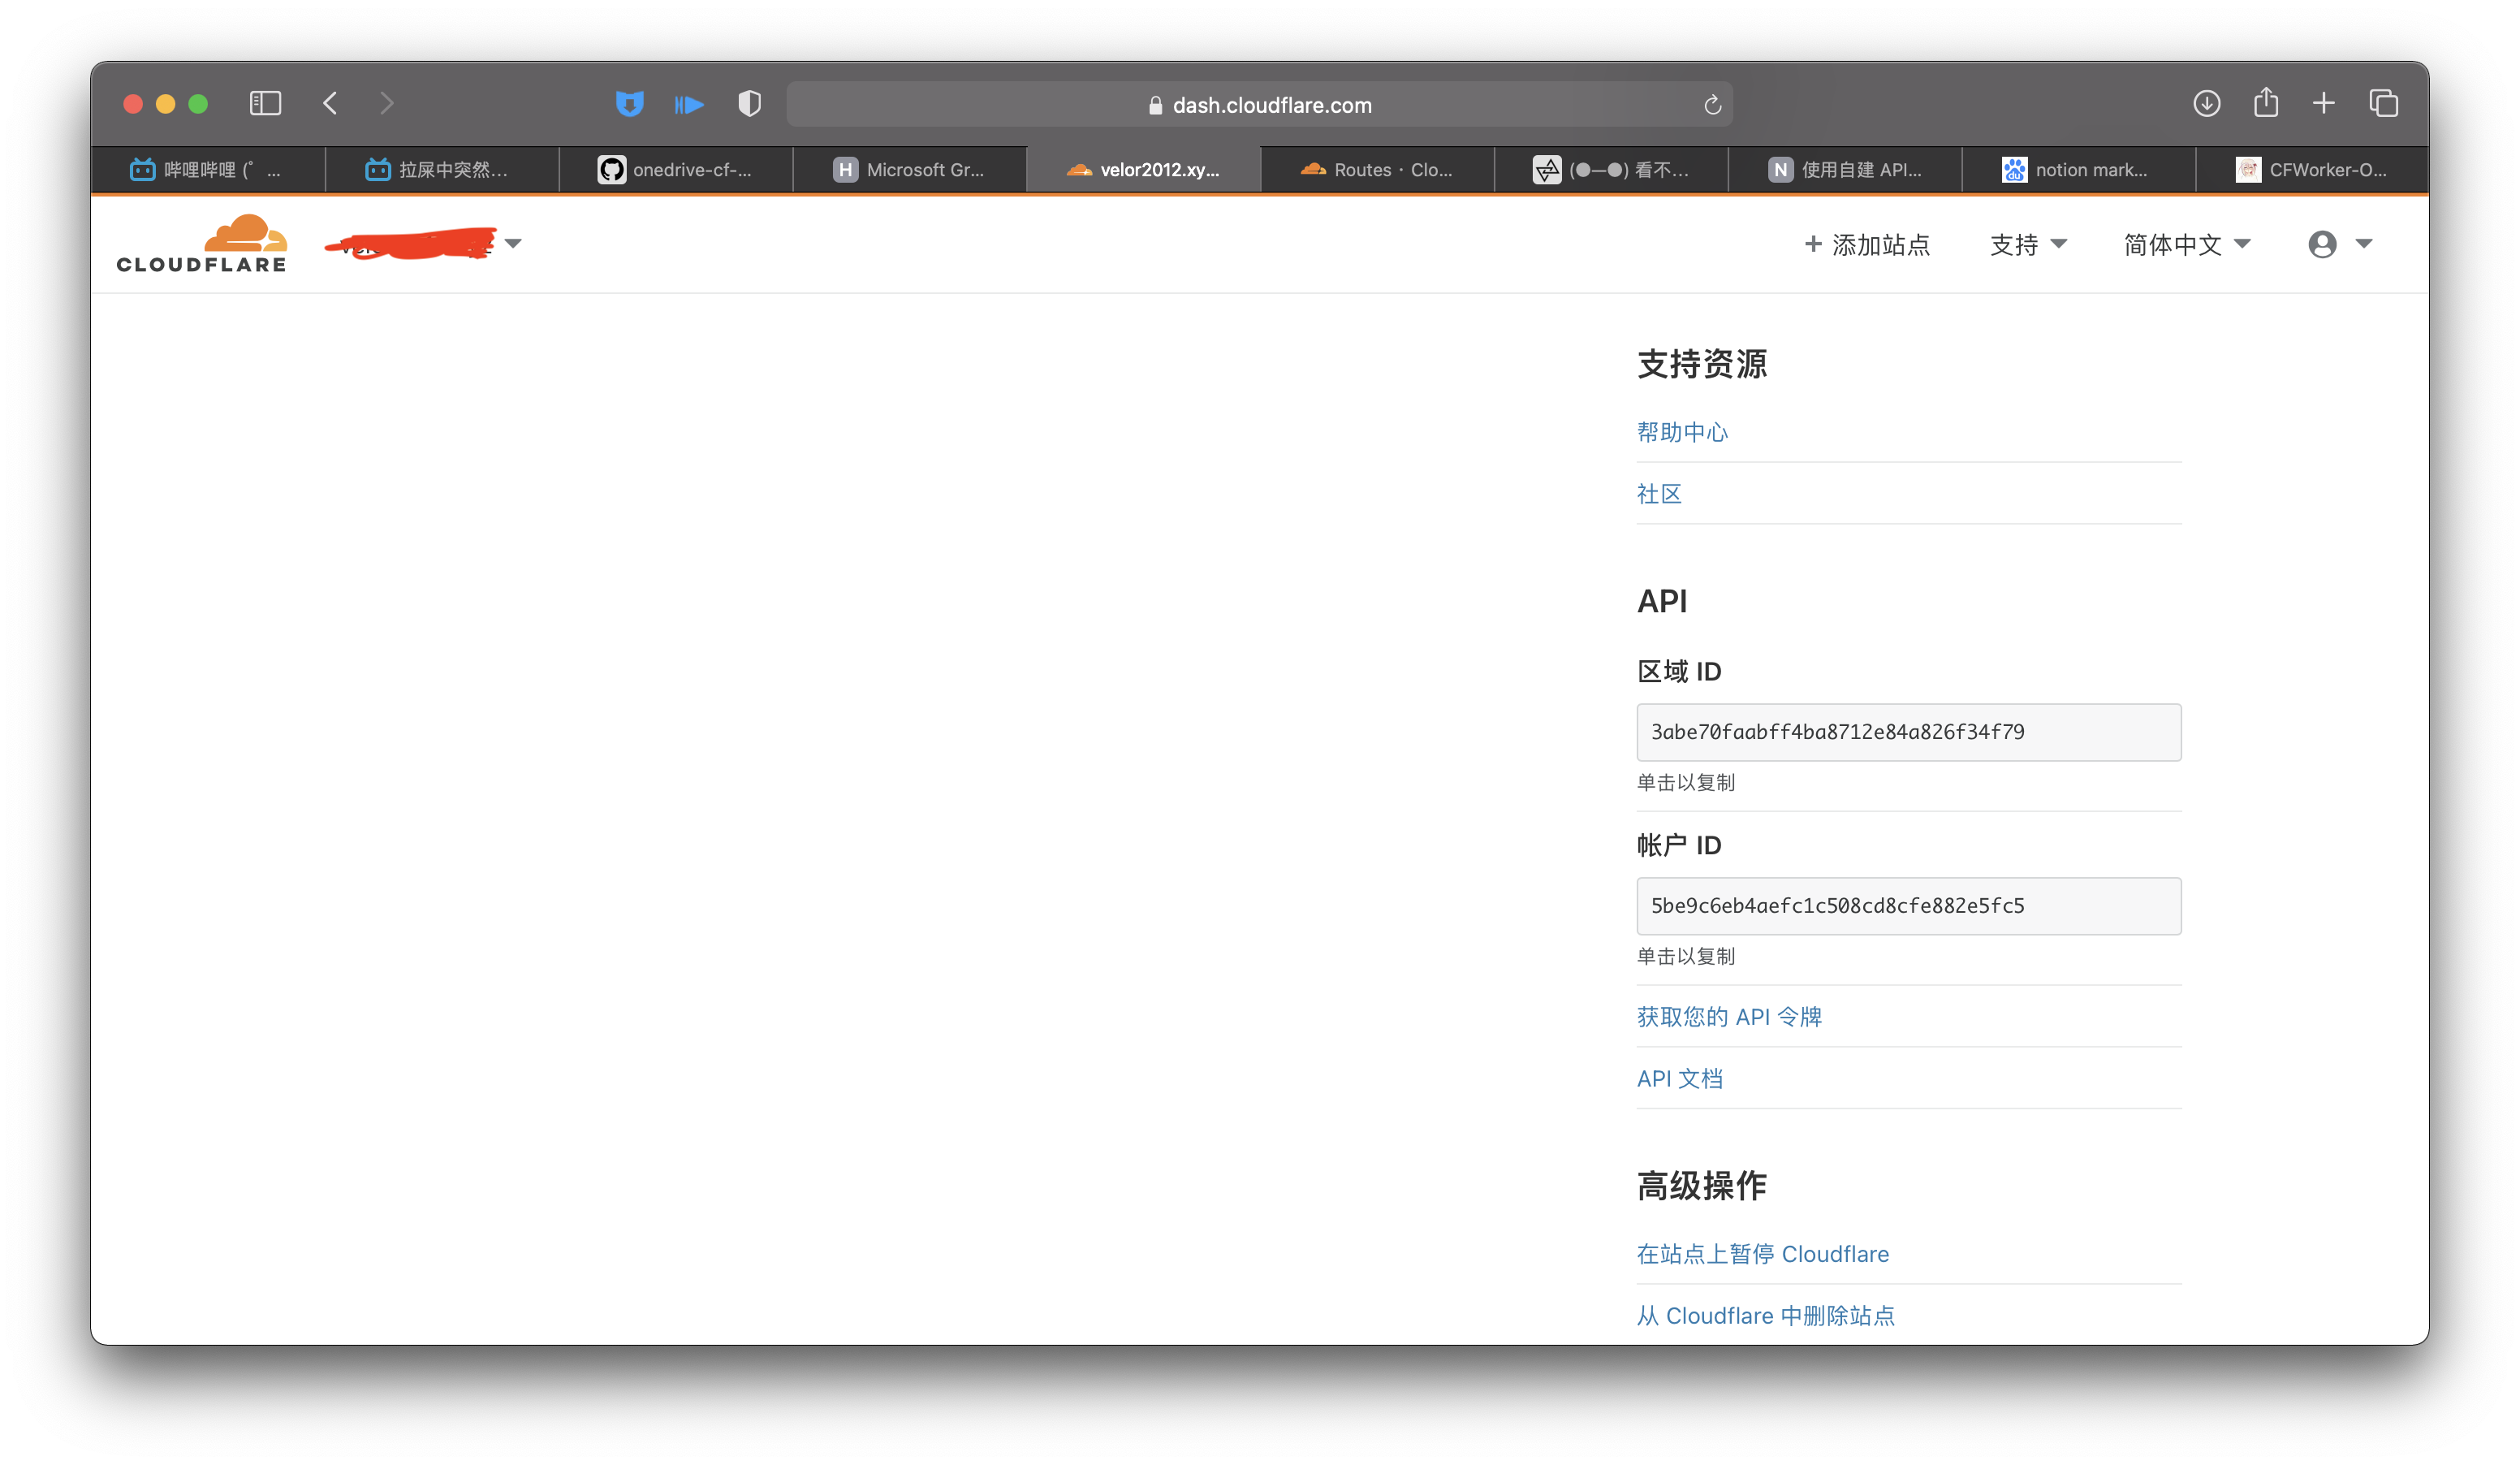 dash.cloudflare.com
哔哩哔哩 (゜ ...
拉屎中突然...
onedrive-cf-...
H Microsoft Gr...
velor2012.xy...
Routes · Clo...
(●—●) 看不...
N 使用自建 API...
du notion mark...
CFWorker-O...
CLOUDFLARE
+ 添加站点
支持
简体中文
支持资源
帮助中心
社区
API
区域 ID
3abe70faabff4ba8712e84a826f34f79
单击以复制
帐户 ID
5be9c6eb4aefc1c508cd8cfe882e5fc5
单击以复制
获取您的 API 令牌
API 文档
高级操作
在站点上暂停 Cloudflare
从 Cloudflare 中删除站点